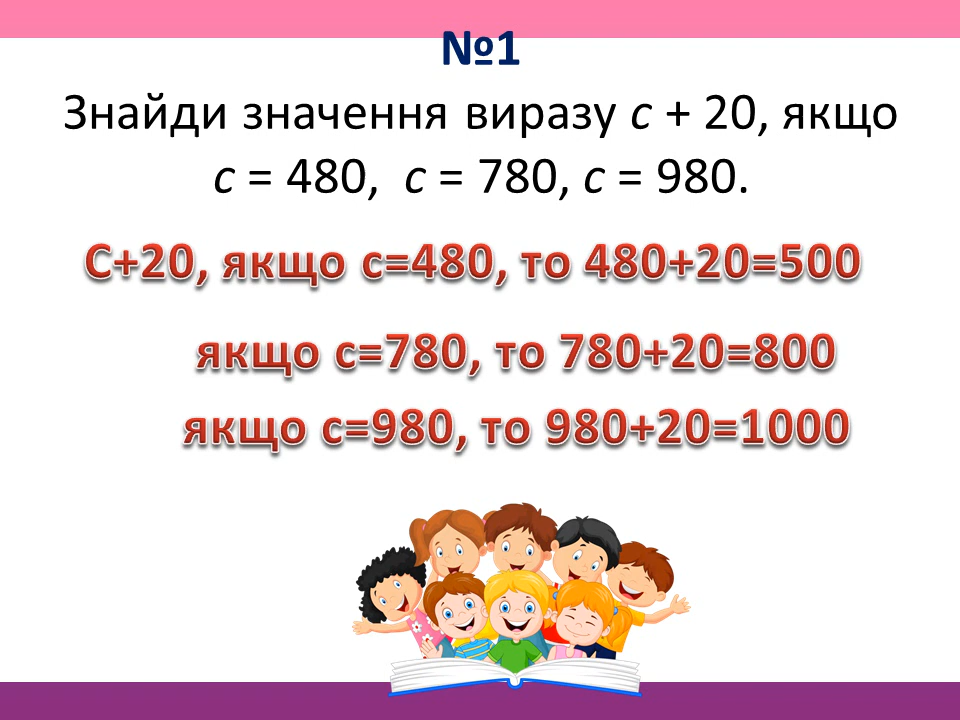 №1
Знайди значення виразу с + 20, якщо
с = 480, с = 780, с = 980.
С+20, якщо с=480, то 480+20=500
якщо с=780, то 780+20=800
якщо с=980, то 980+20=1000